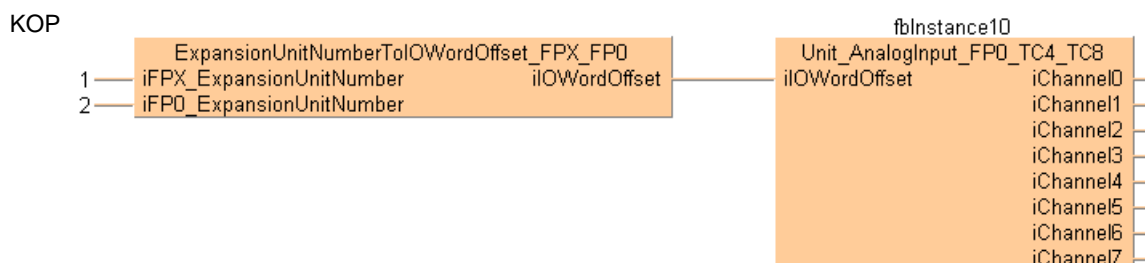 KOP
fbInstance10
ExpansionUnitNumberToIOWordOffset_FPX_FP0
Unit_AnalogInput_FP0_TC4_TC8
1 iFPX_ExpansionUnitNumber iIOWordOffset
iIOWordOffset iChannel0
2 iFP0_ExpansionUnitNumber
iChannel1
iChannel2
iChannel3
iChannel4
iChannel5
iChannel6
iChannel7